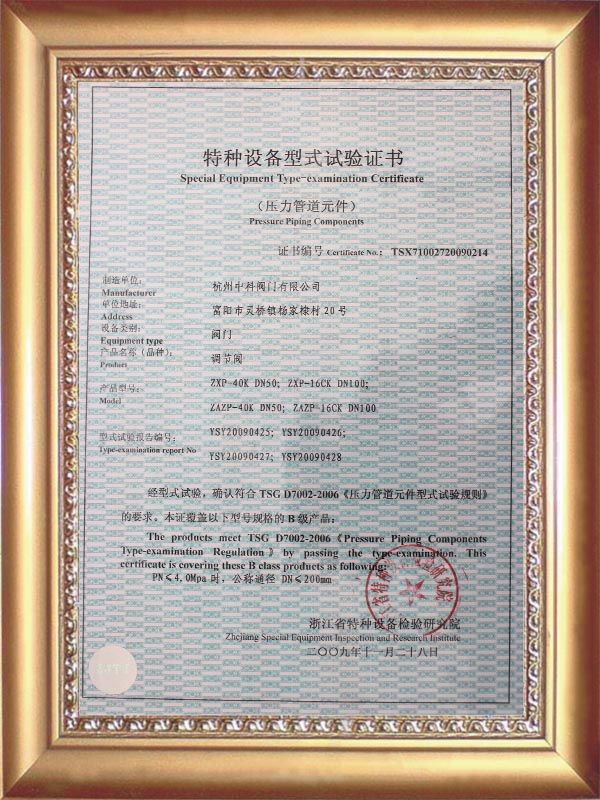 特种设备型式试验证书
Special Equipment Type-examination Certificate
（压力管道元件）
Pressure Piping Components
证书编号 Certificate No.: TSX71002720090214
制造单位: 杭州中科阀门有限公司
Manufacturer
单位地址: 富阳市灵桥镇杨家㯋村20号
Address
设备类别: 阀门
Equipment type
产品名称（品种）: 调节阀
Product
产品型号: ZXP-40K DN50; ZXP-16CK DN100;
Model ZAZP-40K DN50; ZAZP-16CK DN100
型式试验报告编号: YSY20090425; YSY20090426;
Type-examination report No YSY20090427; YSY20090428
经型式试验，确认符合 TSG D7002-2006《压力管道元件型式试验规则》
的要求。本证覆盖以下型号规格的 B 级产品:
The products meet TSG D7002-2006《Pressure Piping Components
Type-examination Regulation》by passing the type-examination. This
certificate is covering these B class products as following:
PN≤4.0Mpa 时, 公称通径 DN≤200mm
浙江省特种设备检验研究院
Zhejiang Special Equipment Inspection and Research Institute
二〇〇九年十一月二十八日